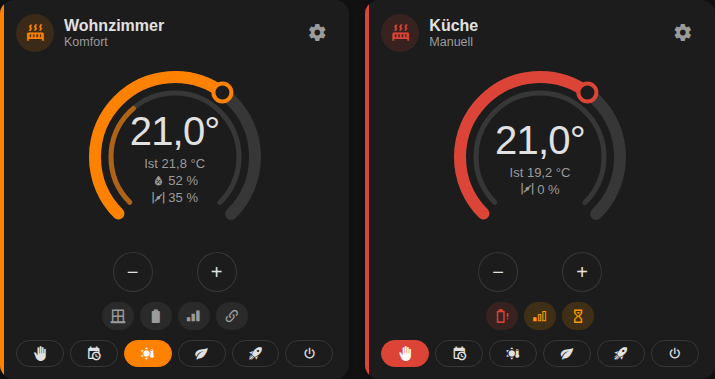 Wohnzimmer
Komfort
21,0°
Ist 21,8 °C
52 %
35 %
Küche
Manuell
21,0°
Ist 19,2 °C
0 %